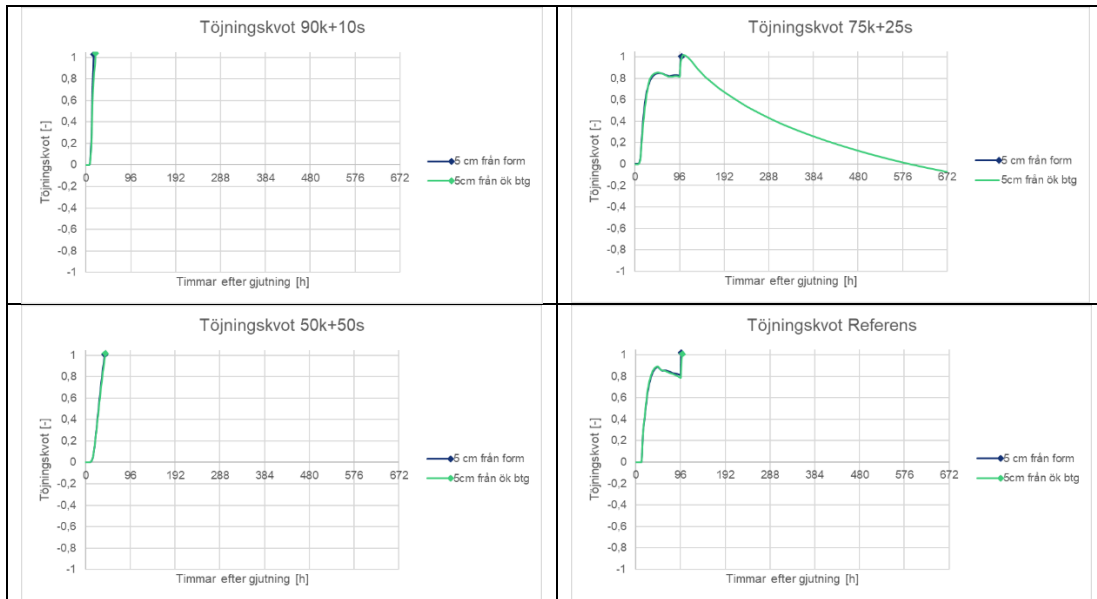 Töjningskvot 90k+10s
Töjningskvot [-]
1
0,8
0,6
0,4
0,2
0
-0,2
-0,4
-0,6
-0,8
-1
0 96 192 288 384 480 576 672
Timmar efter gjutning [h]
5 cm från form
5cm från ök btg
Töjningskvot 75k+25s
Töjningskvot [-]
1
0,8
0,6
0,4
0,2
0
-0,2
-0,4
-0,6
-0,8
-1
0 96 192 288 384 480 576 672
Timmar efter gjutning [h]
5 cm från form
5cm från ök btg
Töjningskvot 50k+50s
Töjningskvot [-]
1
0,8
0,6
0,4
0,2
0
-0,2
-0,4
-0,6
-0,8
-1
0 96 192 288 384 480 576 672
Timmar efter gjutning [h]
5 cm från form
5cm från ök btg
Töjningskvot Referens
Töjningskvot [-]
1
0,8
0,6
0,4
0,2
0
-0,2
-0,4
-0,6
-0,8
-1
0 96 192 288 384 480 576 672
Timmar efter gjutning [h]
5 cm från form
5cm från ök btg